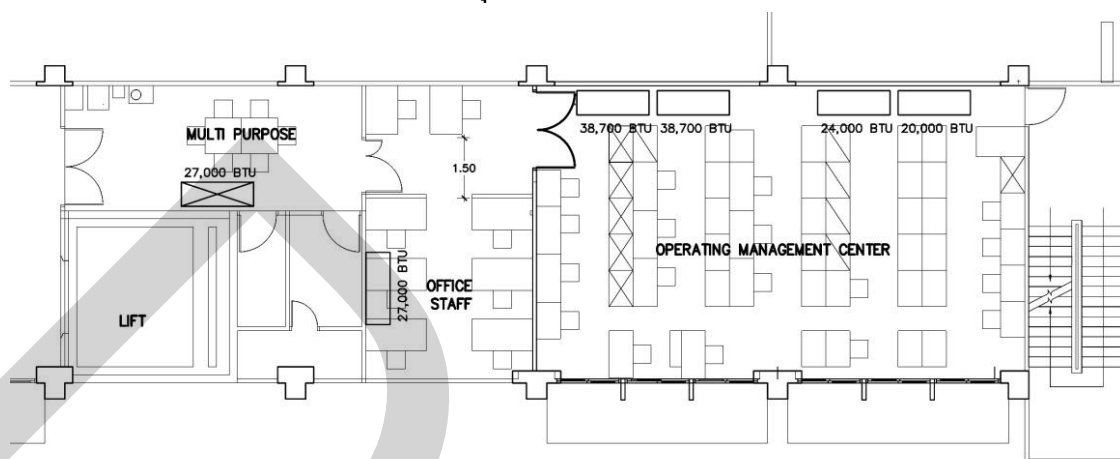 MULTI PURPOSE
27,000 BTU
1.50
38,700 BTU
38,700 BTU
24,000 BTU
20,000 BTU
OPERATING MANAGEMENT CENTER
27,000 BTU
OFFICE
STAFF
LIFT